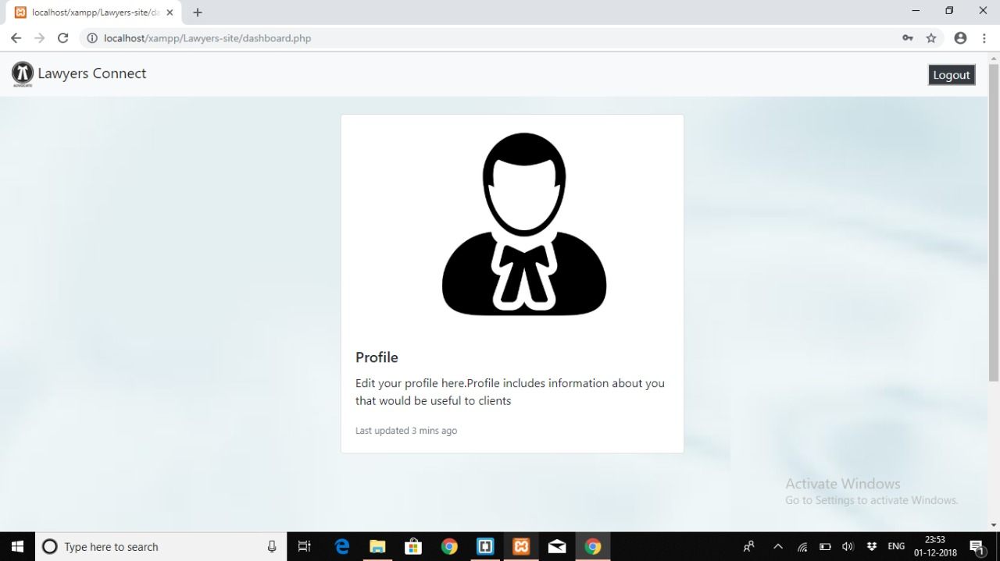 localhost/xampp/Lawyers-site/da
localhost/xampp/Lawyers-site/dashboard.php
ADVOCATE
Lawyers Connect
Logout
Profile
Edit your profile here.Profile includes information about you
that would be useful to clients
Last updated 3 mins ago
Activate Windows
Go to Settings to activate Windows.
Type here to search
ENG
23:53
01-12-2018
1